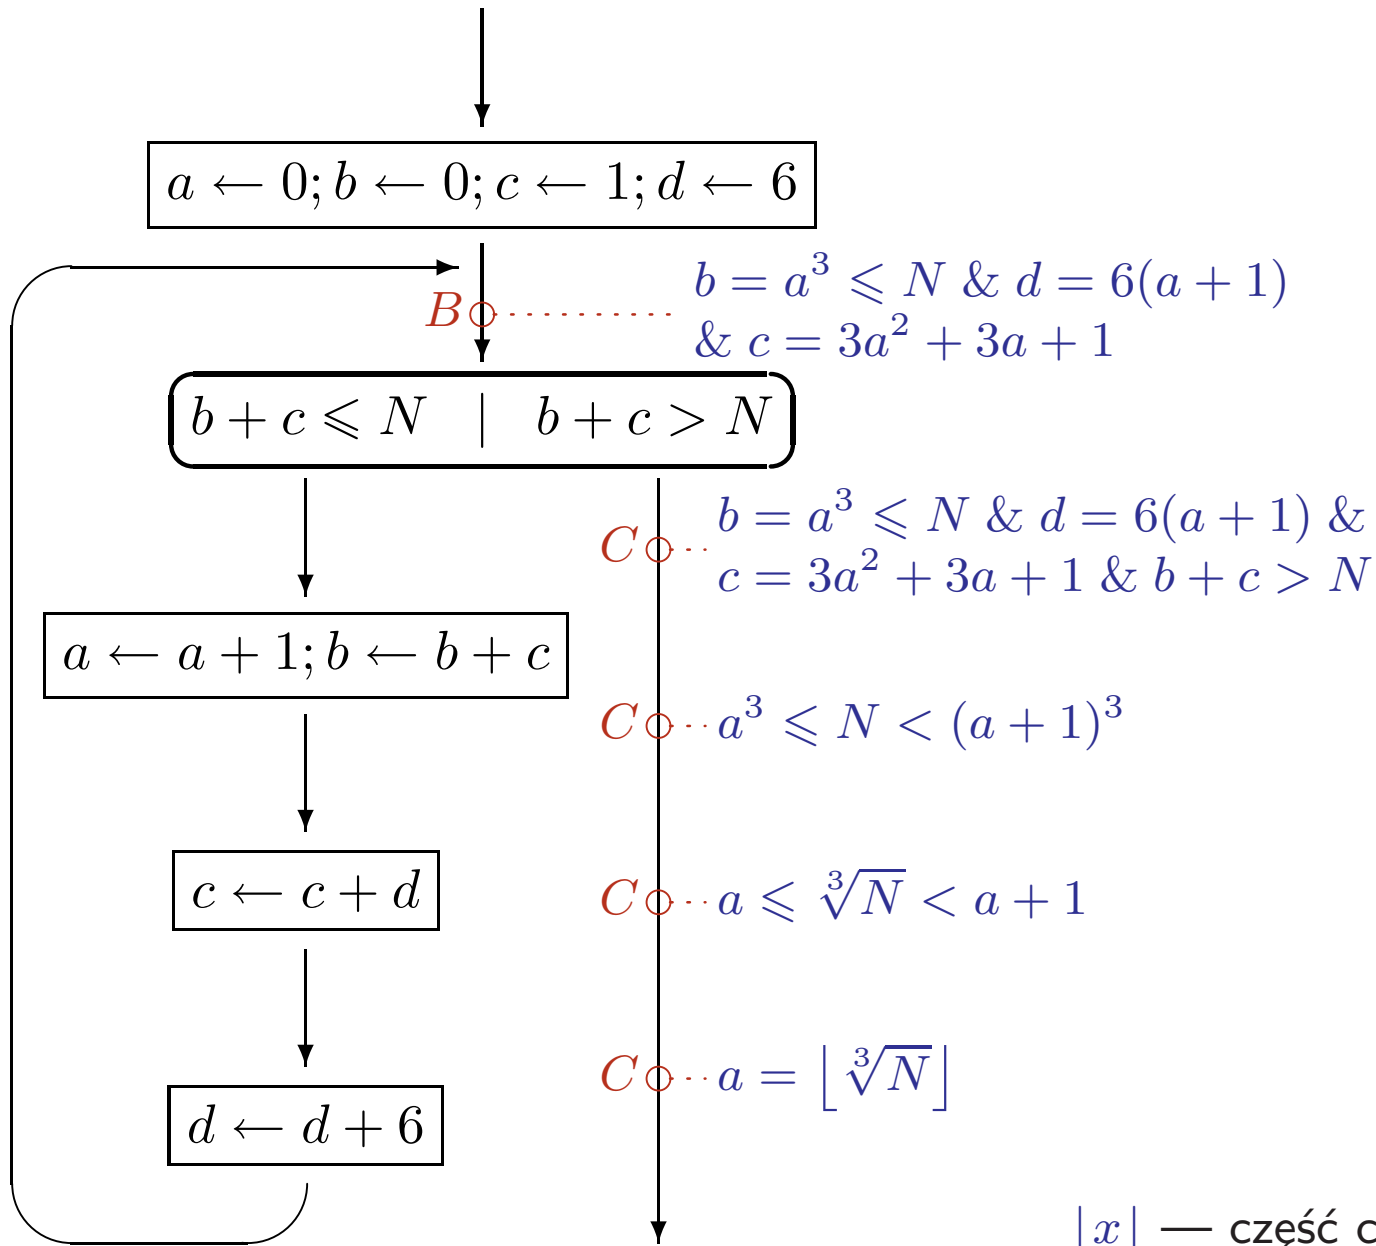 a ← 0; b ← 0; c ← 1; d ← 6
b = a³ ⩽ N & d = 6(a + 1)
B
& c = 3a² + 3a + 1
b + c ⩽ N | b + c > N
b = a³ ⩽ N & d = 6(a + 1) &
C
c = 3a² + 3a + 1 & b + c > N
a ← a + 1; b ← b + c
C a³ ⩽ N < (a + 1)³
c ← c + d
C a ⩽ ∛N < a + 1
C a = ⌊∛N⌋
d ← d + 6
|x| — część c